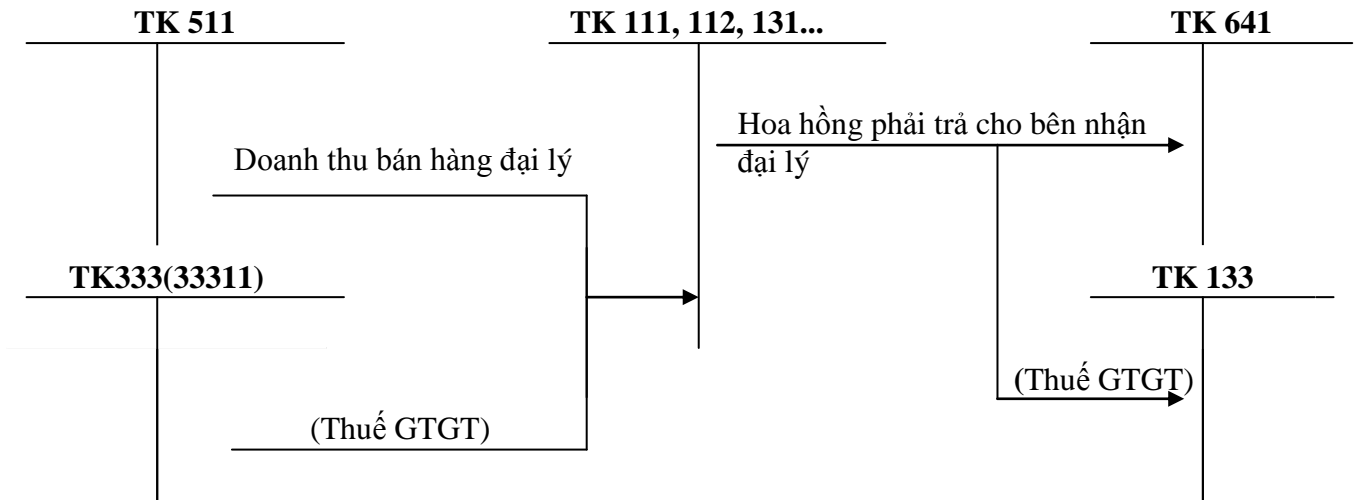 TK 511
TK 111, 112, 131...
TK 641
Hoa hồng phải trả cho bên nhận
đại lý
Doanh thu bán hàng đại lý
TK333(33311)
TK 133
(Thuế GTGT)
(Thuế GTGT)